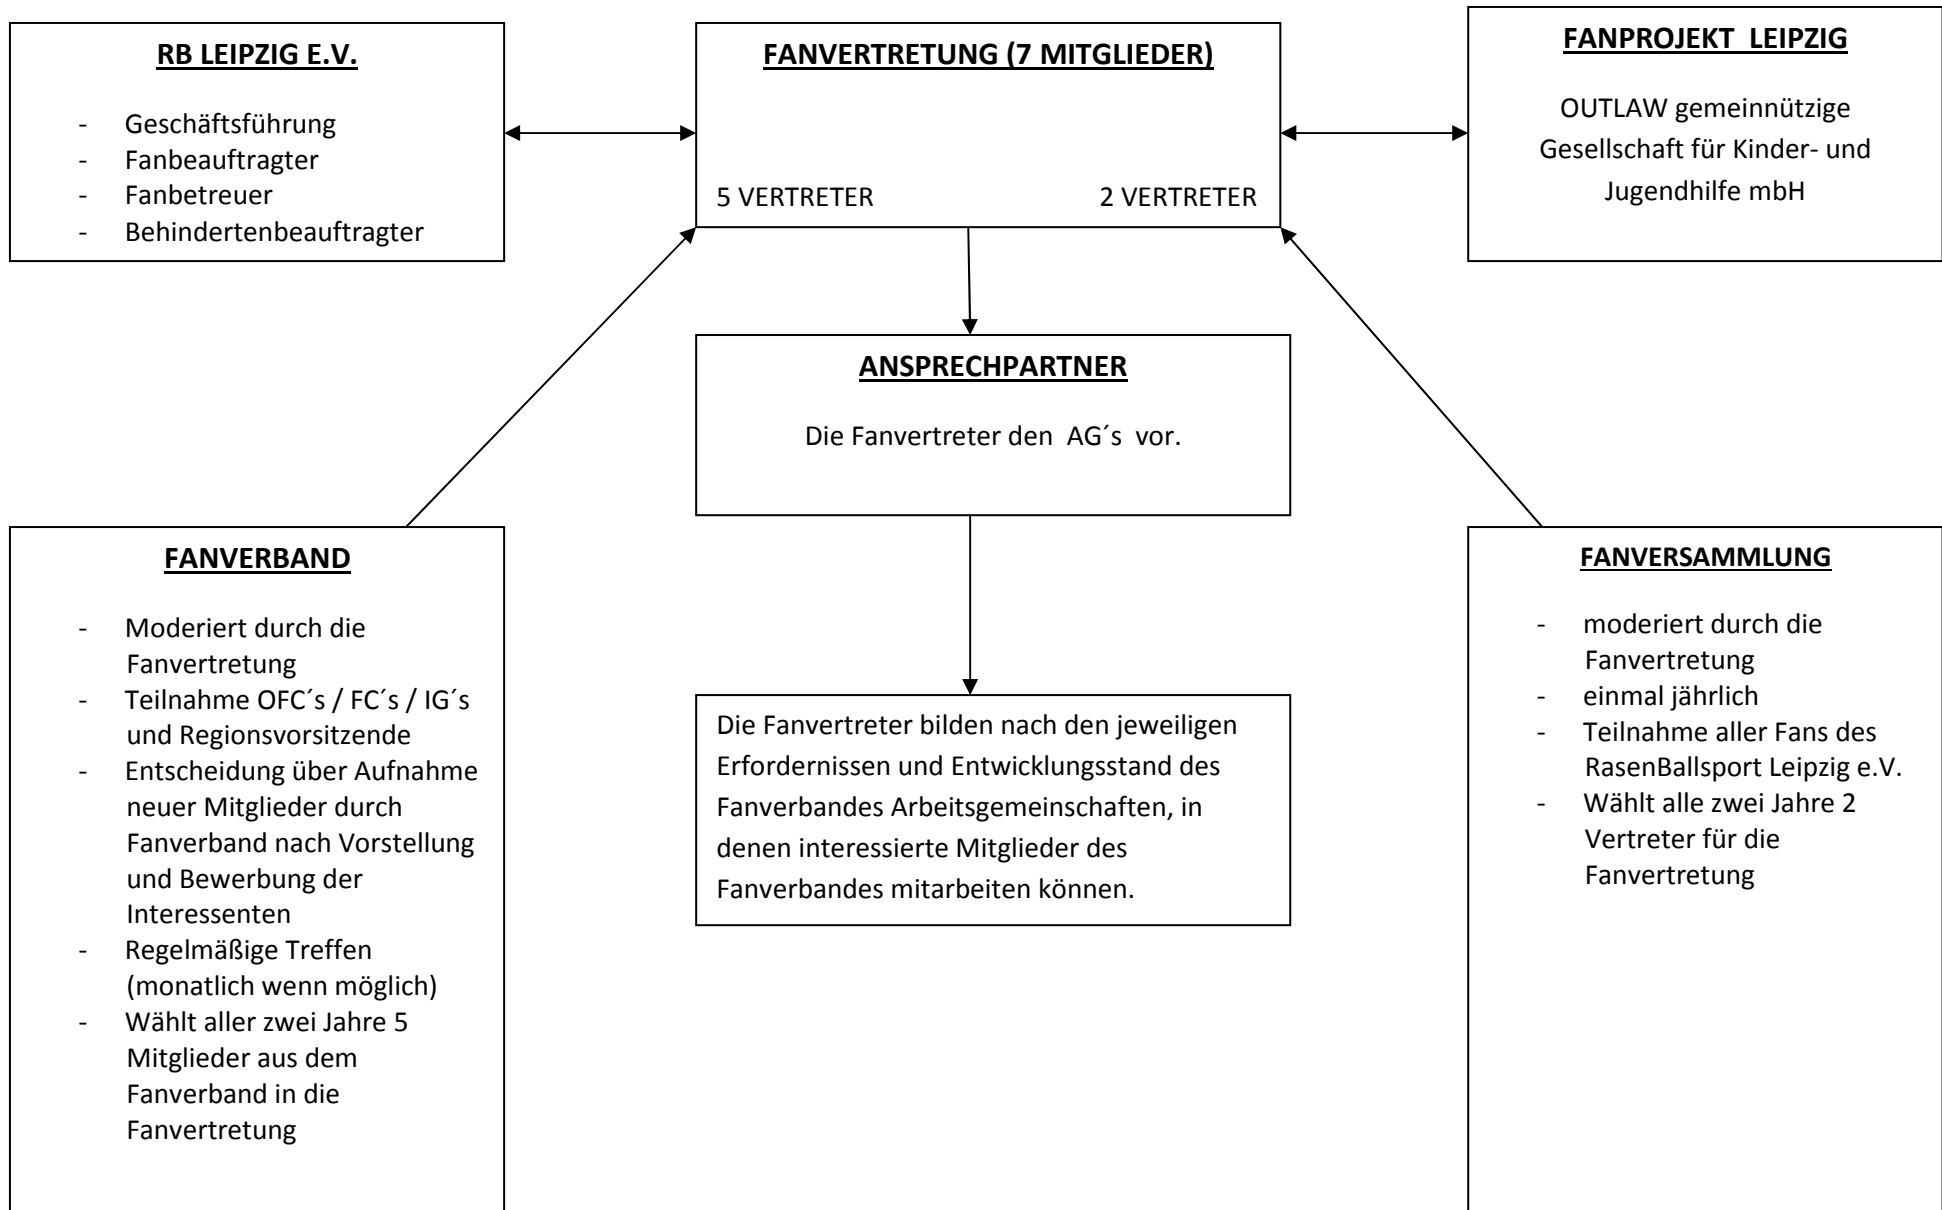 RB LEIPZIG E.V.
- Geschäftsführung
- Fanbeauftragter
- Fanbetreuer
- Behindertenbeauftragter
FANVERTRETUNG (7 MITGLIEDER)
5 VERTRETER 2 VERTRETER
FANPROJEKT LEIPZIG
OUTLAW gemeinnützige
Gesellschaft für Kinder- und
Jugendhilfe mbH
ANSPRECHPARTNER
Die Fanvertreter den AG´s vor.
FANVERBAND
- Moderiert durch die
Fanvertretung
- Teilnahme OFC´s / FC´s / IG´s
und Regionsvorsitzende
- Entscheidung über Aufnahme
neuer Mitglieder durch
Fanverband nach Vorstellung
und Bewerbung der
Interessenten
- Regelmäßige Treffen
(monatlich wenn möglich)
- Wählt aller zwei Jahre 5
Mitglieder aus dem
Fanverband in die
Fanvertretung
Die Fanvertreter bilden nach den jeweiligen
Erfordernissen und Entwicklungsstand des
Fanverbandes Arbeitsgemeinschaften, in
denen interessierte Mitglieder des
Fanverbandes mitarbeiten können.
FANVERSAMMLUNG
- moderiert durch die
Fanvertretung
- einmal jährlich
- Teilnahme aller Fans des
RasenBallsport Leipzig e.V.
- Wählt alle zwei Jahre 2
Vertreter für die
Fanvertretung